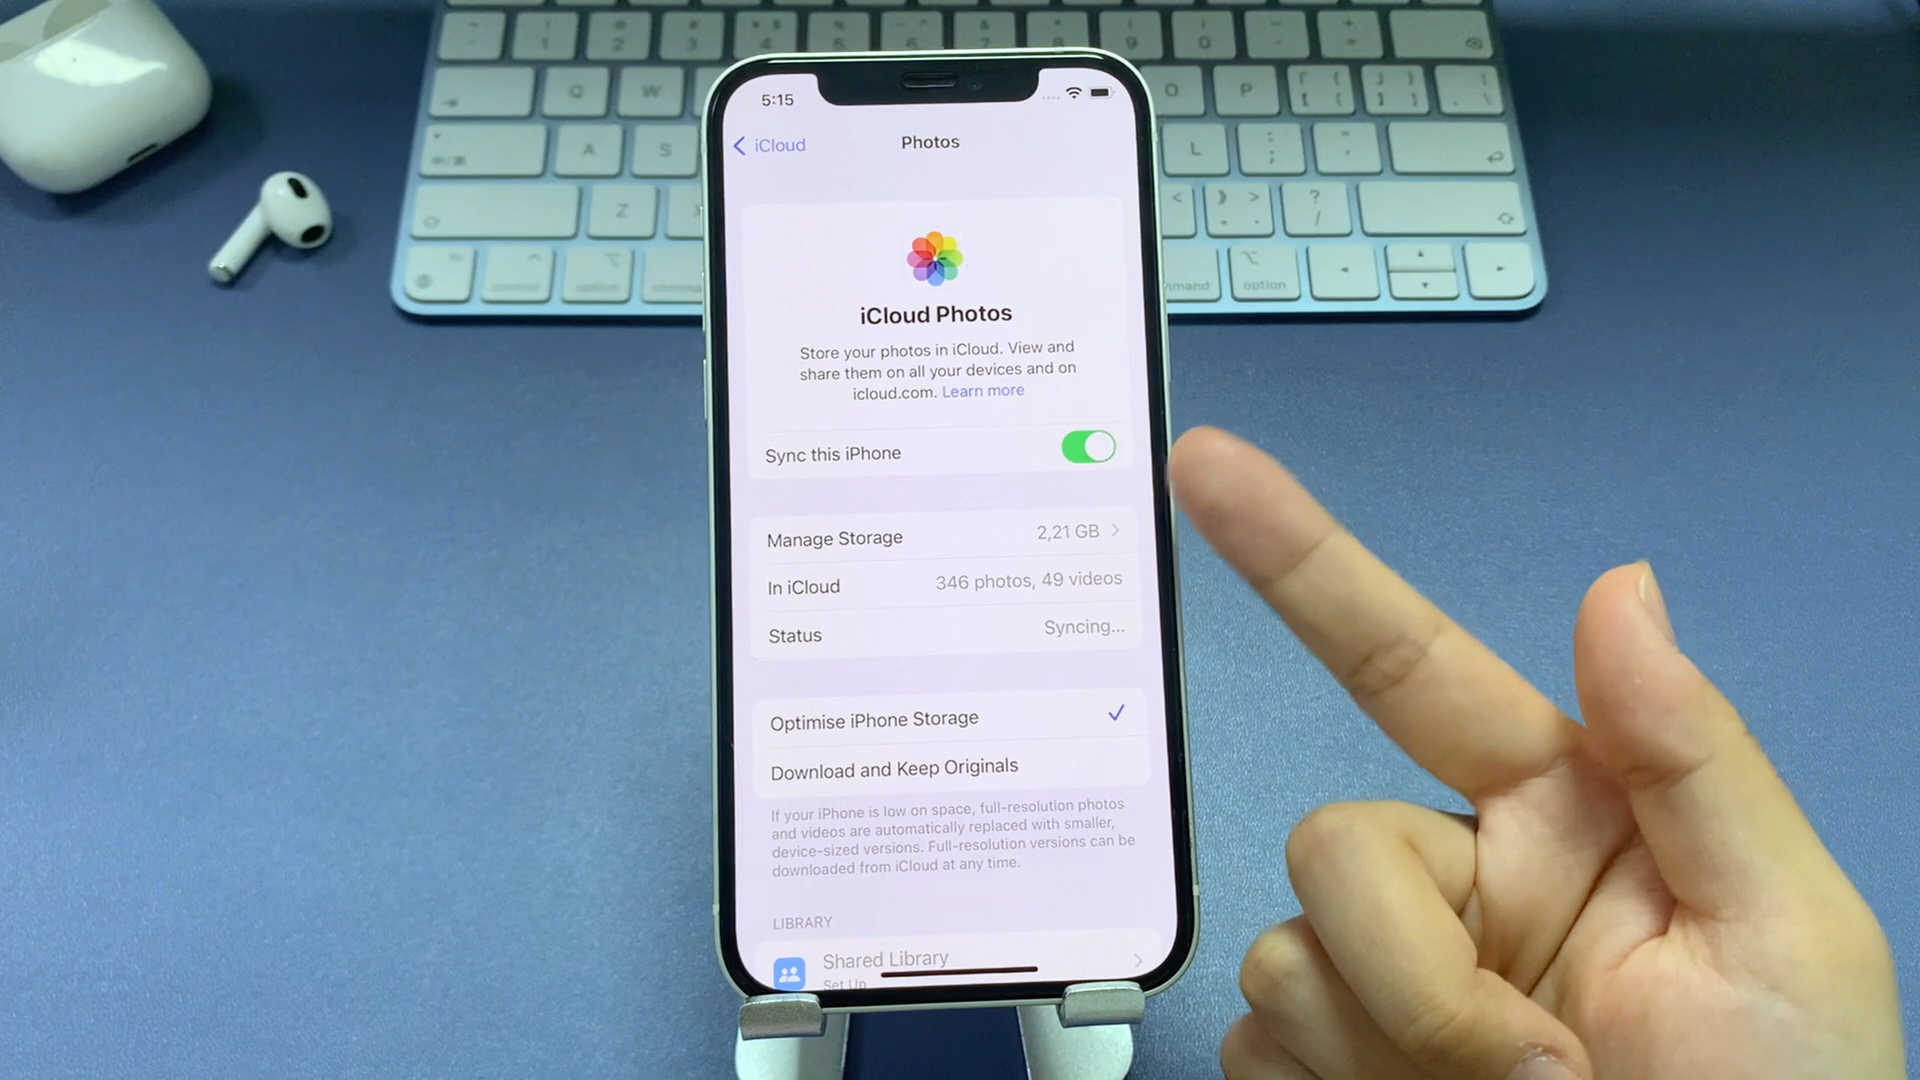 5:15
iCloud
Photos
iCloud Photos
Store your photos in iCloud. View and
share them on all your devices and on
icloud.com. Learn more
Sync this iPhone
Manage Storage 2,21 GB
In iCloud 346 photos, 49 videos
Status Syncing...
Optimise iPhone Storage
Download and Keep Originals
If your iPhone is low on space, full-resolution photos
and videos are automatically replaced with smaller,
device-sized versions. Full-resolution versions can be
downloaded from iCloud at any time.
LIBRARY
Shared Library
Set Up
Q W O P
A S L
Z
option